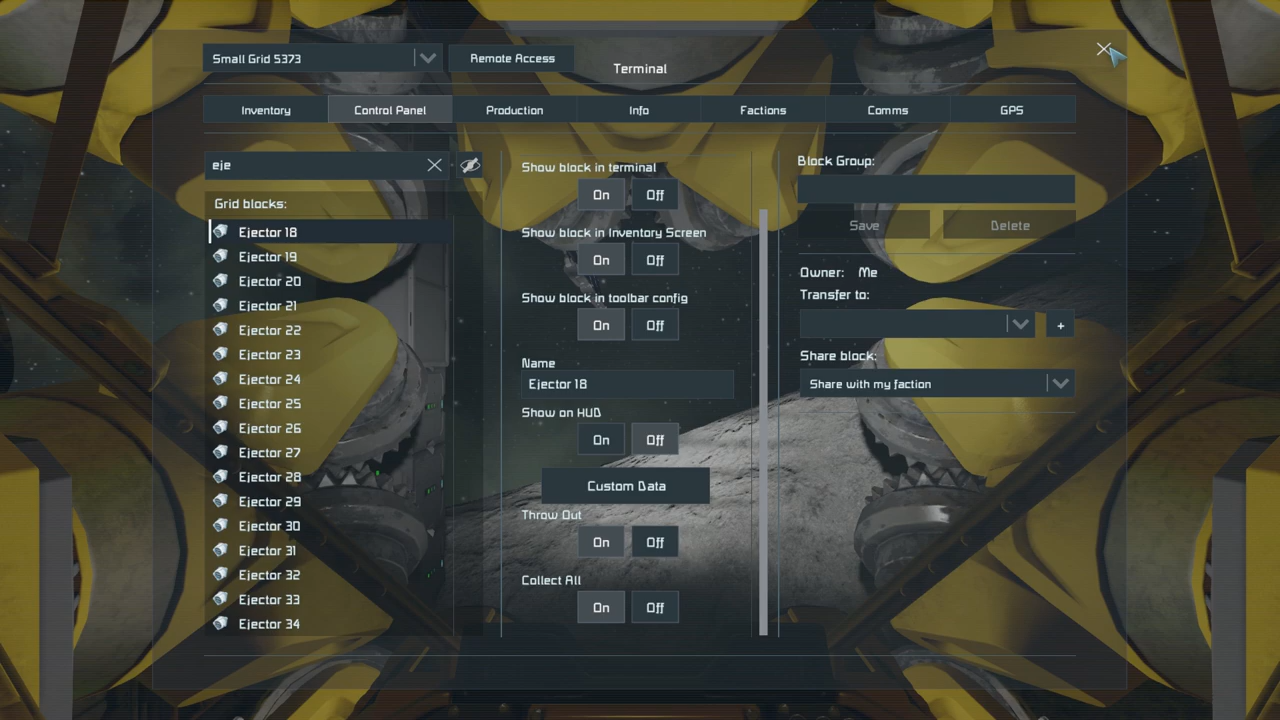 Small Grid 5373
Remote Access
Terminal
Inventory
Control Panel
Production
Info
Factions
Comms
GPS
eje
Grid blocks:
Ejector 18
Ejector 19
Ejector 20
Ejector 21
Ejector 22
Ejector 23
Ejector 24
Ejector 25
Ejector 26
Ejector 27
Ejector 28
Ejector 29
Ejector 30
Ejector 31
Ejector 32
Ejector 33
Ejector 34
Show block in terminal
On Off
Show block in Inventory Screen
On Off
Show block in toolbar config
On Off
Name
Ejector 18
Show on HUD
On Off
Custom Data
Throw Out
On Off
Collect All
On Off
Block Group:
Save Delete
Owner: Me
Transfer to:
+
Share block:
Share with my faction